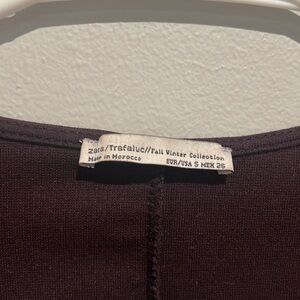 Zara/Trafaluc//Fall Winter Collection
Made in Morocco EUR/USA S MEX 26